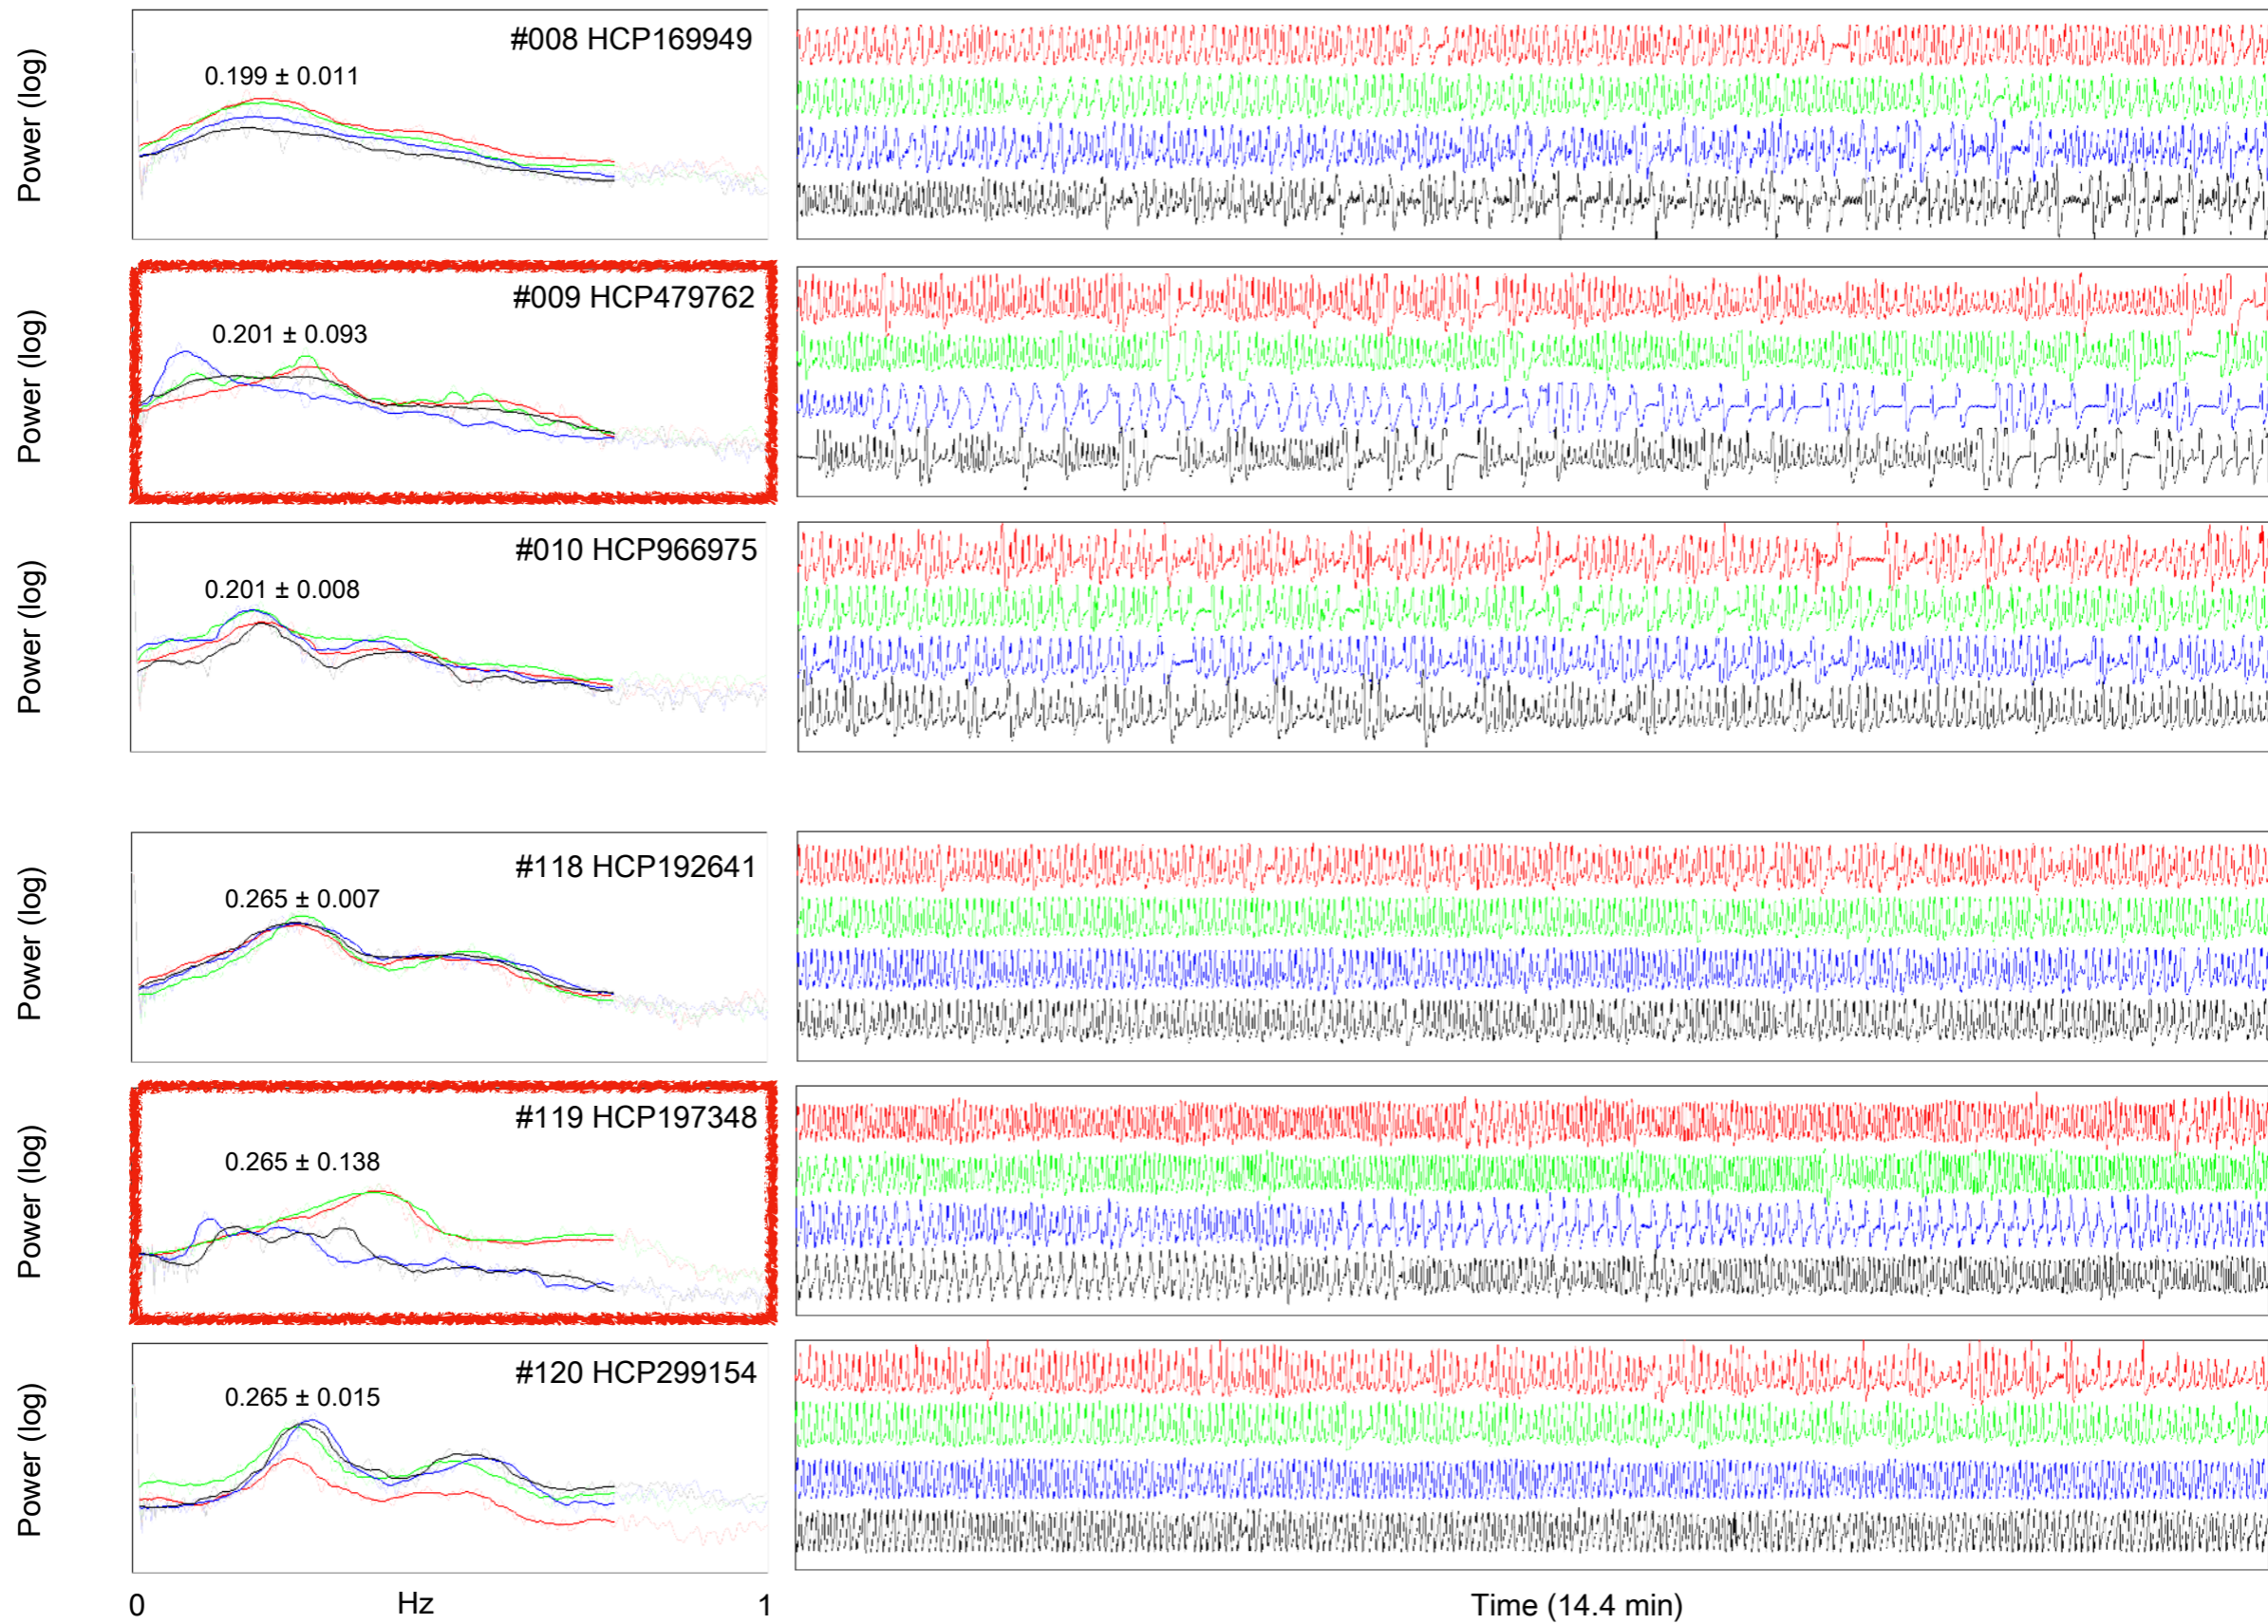 Power (log)
#008 HCP169949
0.199 ± 0.011
Power (log)
#009 HCP479762
0.201 ± 0.093
Power (log)
#010 HCP966975
0.201 ± 0.008
Power (log)
#118 HCP192641
0.265 ± 0.007
Power (log)
#119 HCP197348
0.265 ± 0.138
Power (log)
#120 HCP299154
0.265 ± 0.015
0 Hz 1 Time (14.4 min)